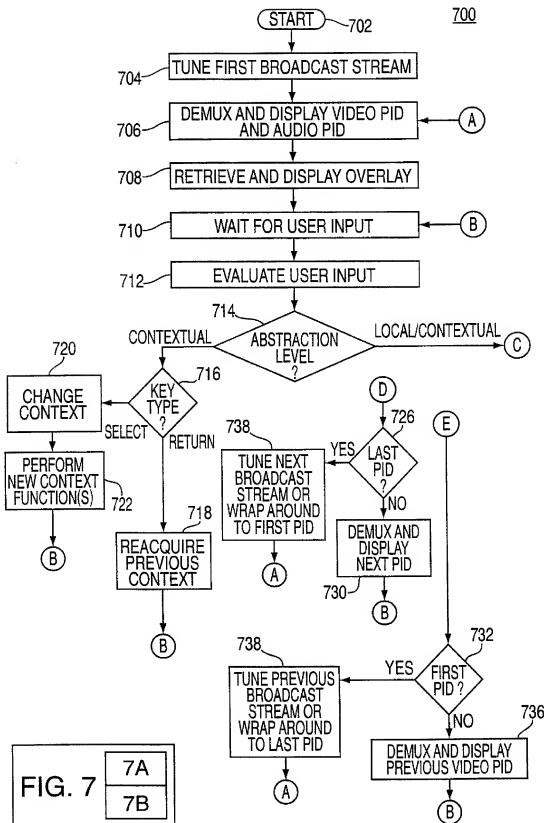 START
702
700
704
TUNE FIRST BROADCAST STREAM
706
DEMUX AND DISPLAY VIDEO PID
AND AUDIO PID
A
708
RETRIEVE AND DISPLAY OVERLAY
710
WAIT FOR USER INPUT
B
712
EVALUATE USER INPUT
714
ABSTRACTION
LEVEL
?
CONTEXTUAL
LOCAL/CONTEXTUAL
C
720
CHANGE
CONTEXT
716
KEY
TYPE
?
SELECT
RETURN
PERFORM
NEW CONTEXT
FUNCTION(S)
722
B
718
REACQUIRE
PREVIOUS
CONTEXT
B
D
726
LAST
PID
?
YES
NO
738
TUNE NEXT
BROADCAST
STREAM OR
WRAP AROUND
TO FIRST PID
A
DEMUX AND
DISPLAY
NEXT PID
730
B
E
732
FIRST
PID ?
YES
NO
738
TUNE PREVIOUS
BROADCAST
STREAM OR
WRAP AROUND
TO LAST PID
A
736
DEMUX AND DISPLAY
PREVIOUS VIDEO PID
B
FIG. 7
7A
7B